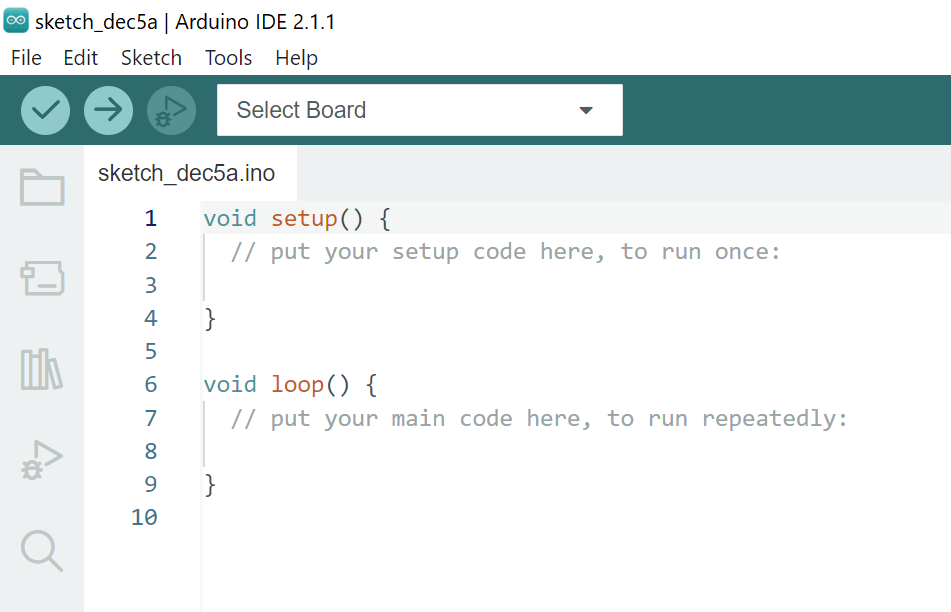 sketch_dec5a | Arduino IDE 2.1.1
File Edit Sketch Tools Help
Select Board
sketch_dec5a.ino
1 void setup() {
2 // put your setup code here, to run once:
3
4 }
5
6 void loop() {
7 // put your main code here, to run repeatedly:
8
9 }
10